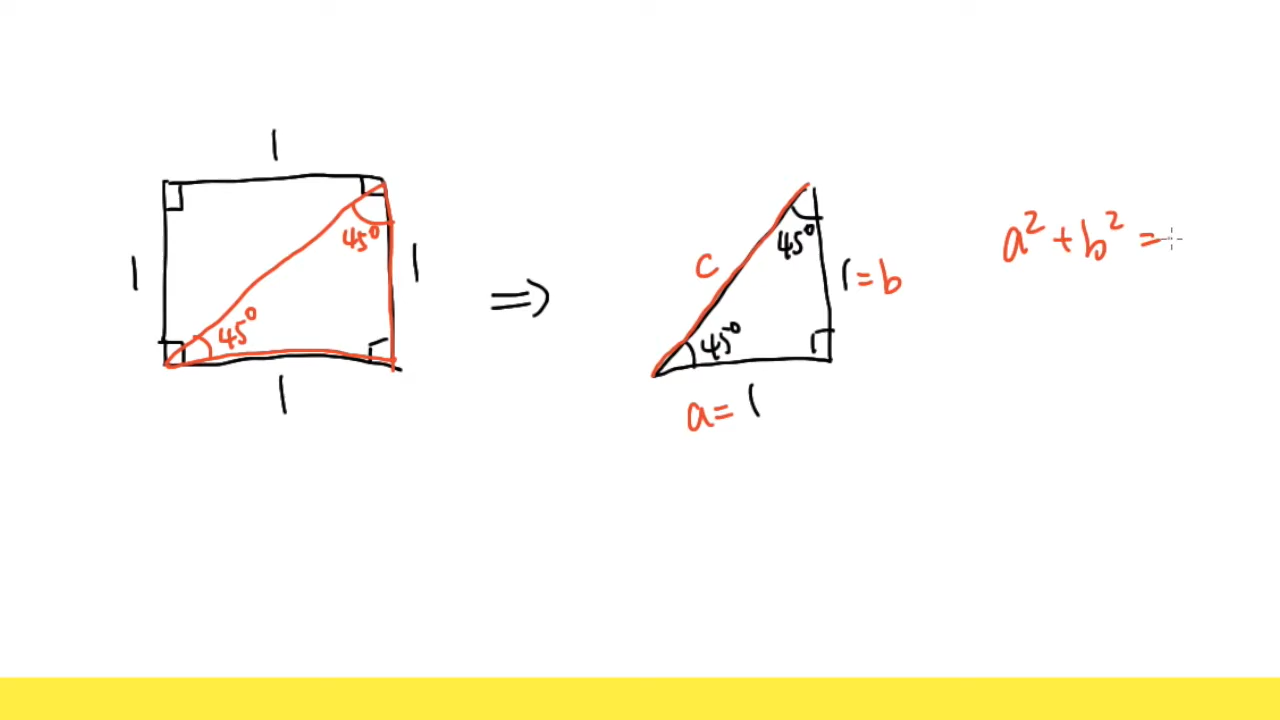 1
1
45°
1
45°
1
⇒
c
45°
1 = b
45°
a = 1
a² + b² =